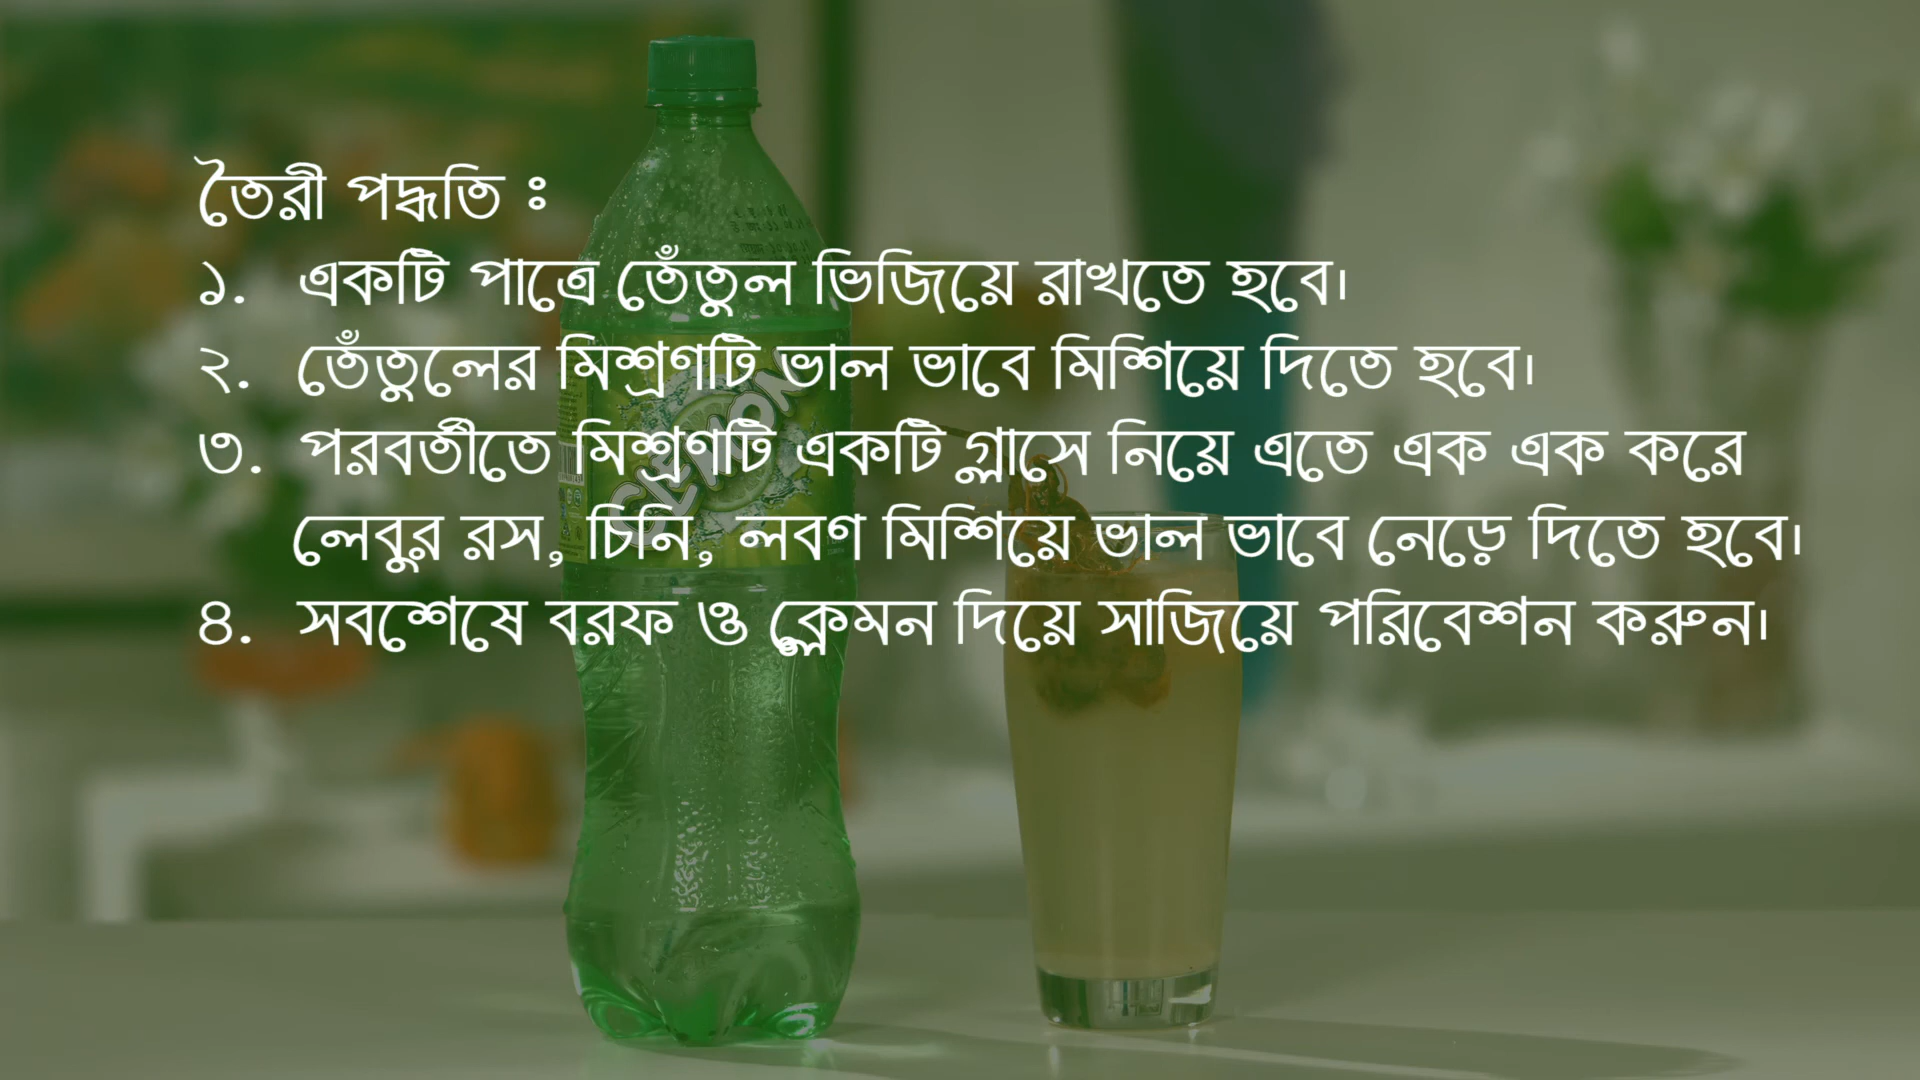 তৈরী পদ্ধতি ঃ
১. একটি পাত্রে তেঁতুল ভিজিয়ে রাখতে হবে।
২. তেঁতুলের মিশ্রণটি ভাল ভাবে মিশিয়ে দিতে হবে।
৩. পরবর্তীতে মিশ্রণটি একটি গ্লাসে নিয়ে এতে এক এক করে
লেবুর রস, চিনি, লবণ মিশিয়ে ভাল ভাবে নেড়ে দিতে হবে।
৪. সবশেষে বরফ ও ক্লেমন দিয়ে সাজিয়ে পরিবেশন করুন।
CLEMON